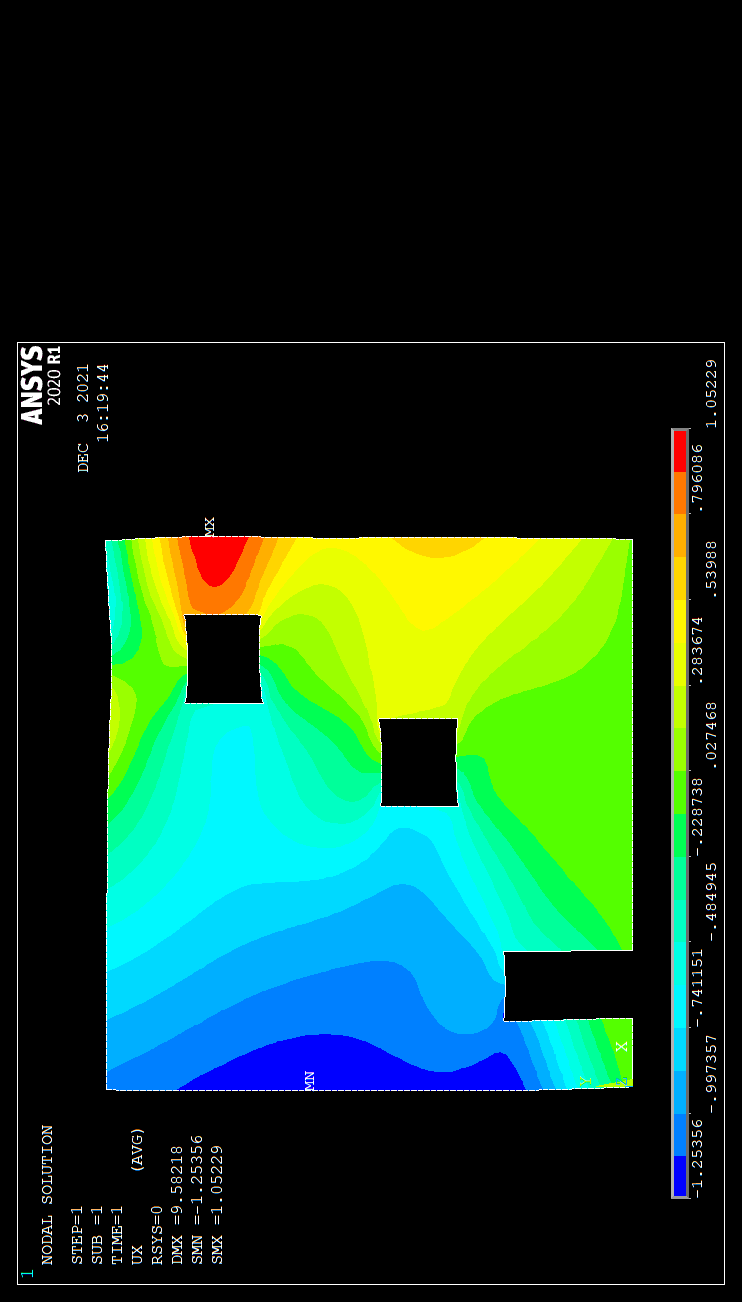 1
NODAL SOLUTION
STEP=1
SUB =1
TIME=1
UX (AVG)
RSYS=0
DMX =9.58218
SMN =-1.25356
SMX =1.05229
ANSYS
2020 R1
DEC 3 2021
16:19:44
MX
MN
Y
Z X
-1.25356 -.997357 -.741151 -.484945 -.228738 .027468 .283674 .53988 .796086 1.05229